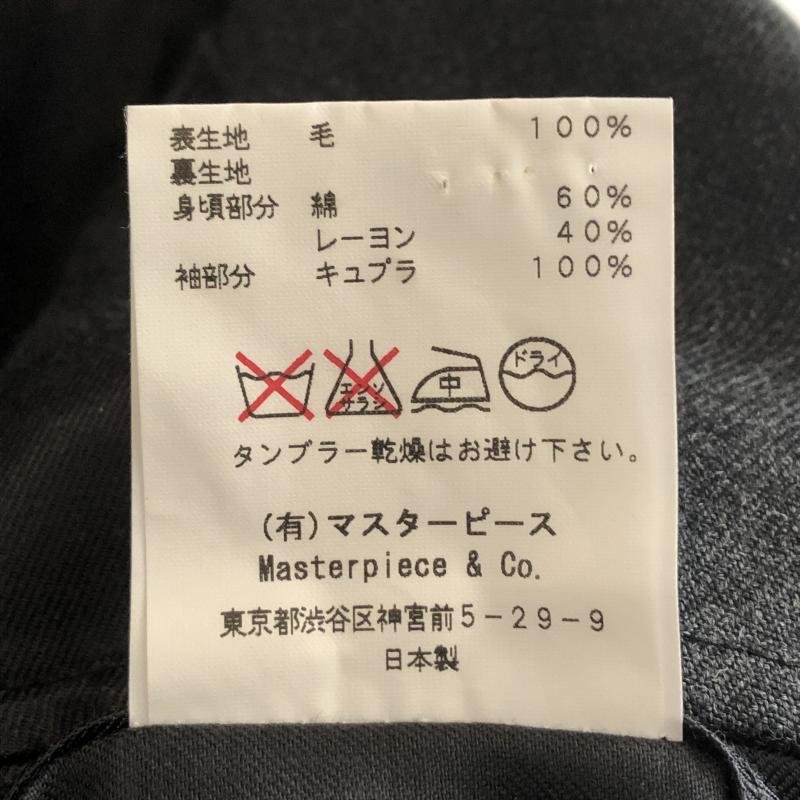 表生地 毛 100%
裏生地
身頃部分 綿 60%
レーヨン 40%
袖部分 キュプラ 100%
エンソ
サラシ
中
ドライ
タンブラー乾燥はお避け下さい。
(有)マスターピース
Masterpiece & Co.
東京都渋谷区神宮前5-29-9
日本製